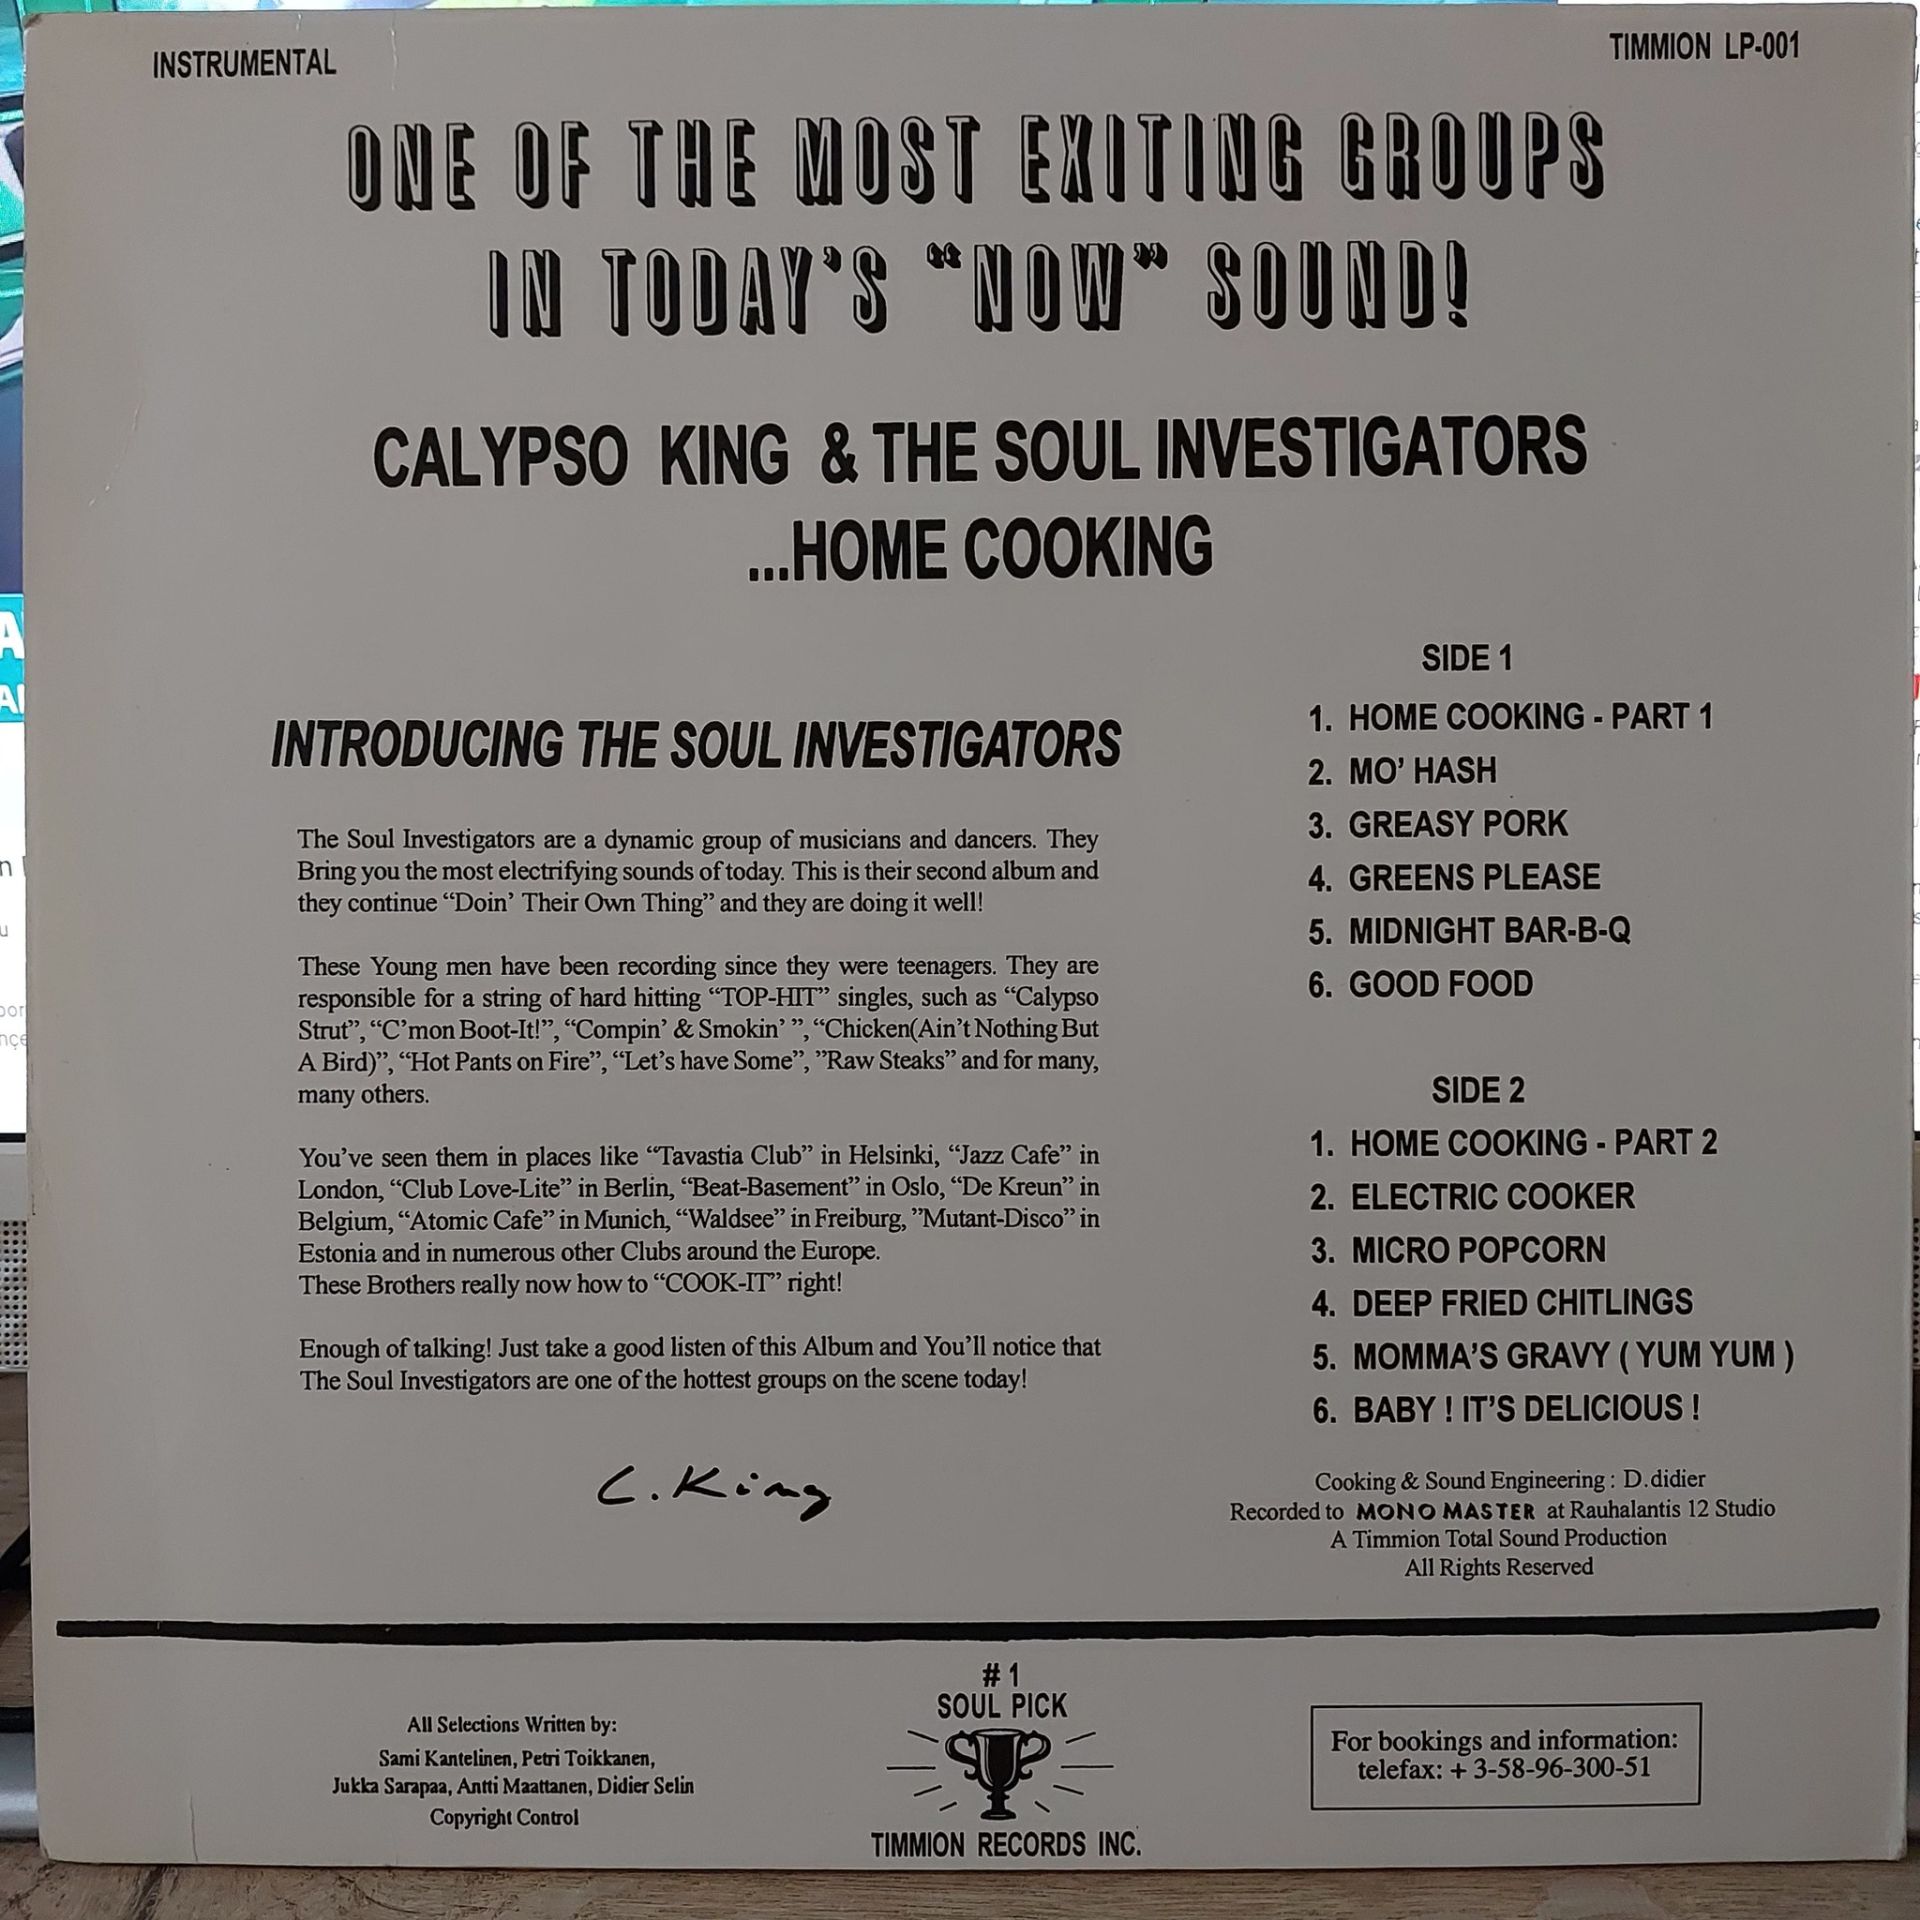 INSTRUMENTAL
TIMMION LP-001
ONE OF THE MOST EXITING GROUPS
IN TODAY'S “NOW” SOUND!
CALYPSO KING & THE SOUL INVESTIGATORS
...HOME COOKING
INTRODUCING THE SOUL INVESTIGATORS
The Soul Investigators are a dynamic group of musicians and dancers. They
Bring you the most electrifying sounds of today. This is their second album and
they continue “Doin’ Their Own Thing” and they are doing it well!
These Young men have been recording since they were teenagers. They are
responsible for a string of hard hitting “TOP-HIT” singles, such as “Calypso
Strut”, “C’mon Boot-It!”, “Compin’ & Smokin’ ”, “Chicken(Ain’t Nothing But
A Bird)”, “Hot Pants on Fire”, “Let’s have Some”, ”Raw Steaks” and for many,
many others.
You’ve seen them in places like “Tavastia Club” in Helsinki, “Jazz Cafe” in
London, “Club Love-Lite” in Berlin, “Beat-Basement” in Oslo, “De Kreun” in
Belgium, “Atomic Cafe” in Munich, “Waldsee” in Freiburg, ”Mutant-Disco” in
Estonia and in numerous other Clubs around the Europe.
These Brothers really now how to “COOK-IT” right!
Enough of talking! Just take a good listen of this Album and You’ll notice that
The Soul Investigators are one of the hottest groups on the scene today!
C. King
SIDE 1
1. HOME COOKING - PART 1
2. MO’ HASH
3. GREASY PORK
4. GREENS PLEASE
5. MIDNIGHT BAR-B-Q
6. GOOD FOOD
SIDE 2
1. HOME COOKING - PART 2
2. ELECTRIC COOKER
3. MICRO POPCORN
4. DEEP FRIED CHITLINGS
5. MOMMA’S GRAVY ( YUM YUM )
6. BABY ! IT’S DELICIOUS !
Cooking & Sound Engineering : D.didier
Recorded to MONO MASTER at Rauhalantis 12 Studio
A Timmion Total Sound Production
All Rights Reserved
All Selections Written by:
Sami Kantelinen, Petri Toikkanen,
Jukka Sarapaa, Antti Maattanen, Didier Selin
Copyright Control
# 1
SOUL PICK
TIMMION RECORDS INC.
For bookings and information:
telefax: + 3-58-96-300-51